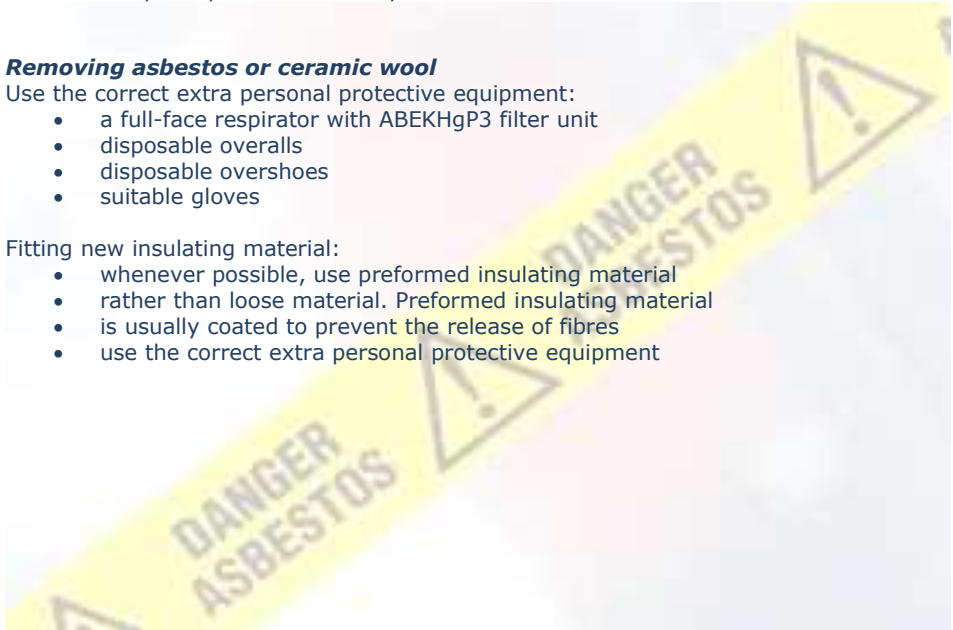 Removing asbestos or ceramic wool
Use the correct extra personal protective equipment:
• a full-face respirator with ABEKHgP3 filter unit
• disposable overalls
• disposable overshoes
• suitable gloves
Fitting new insulating material:
• whenever possible, use preformed insulating material
• rather than loose material. Preformed insulating material
• is usually coated to prevent the release of fibres
• use the correct extra personal protective equipment
DANGER
ASBESTOS
DANGER
ASBESTOS